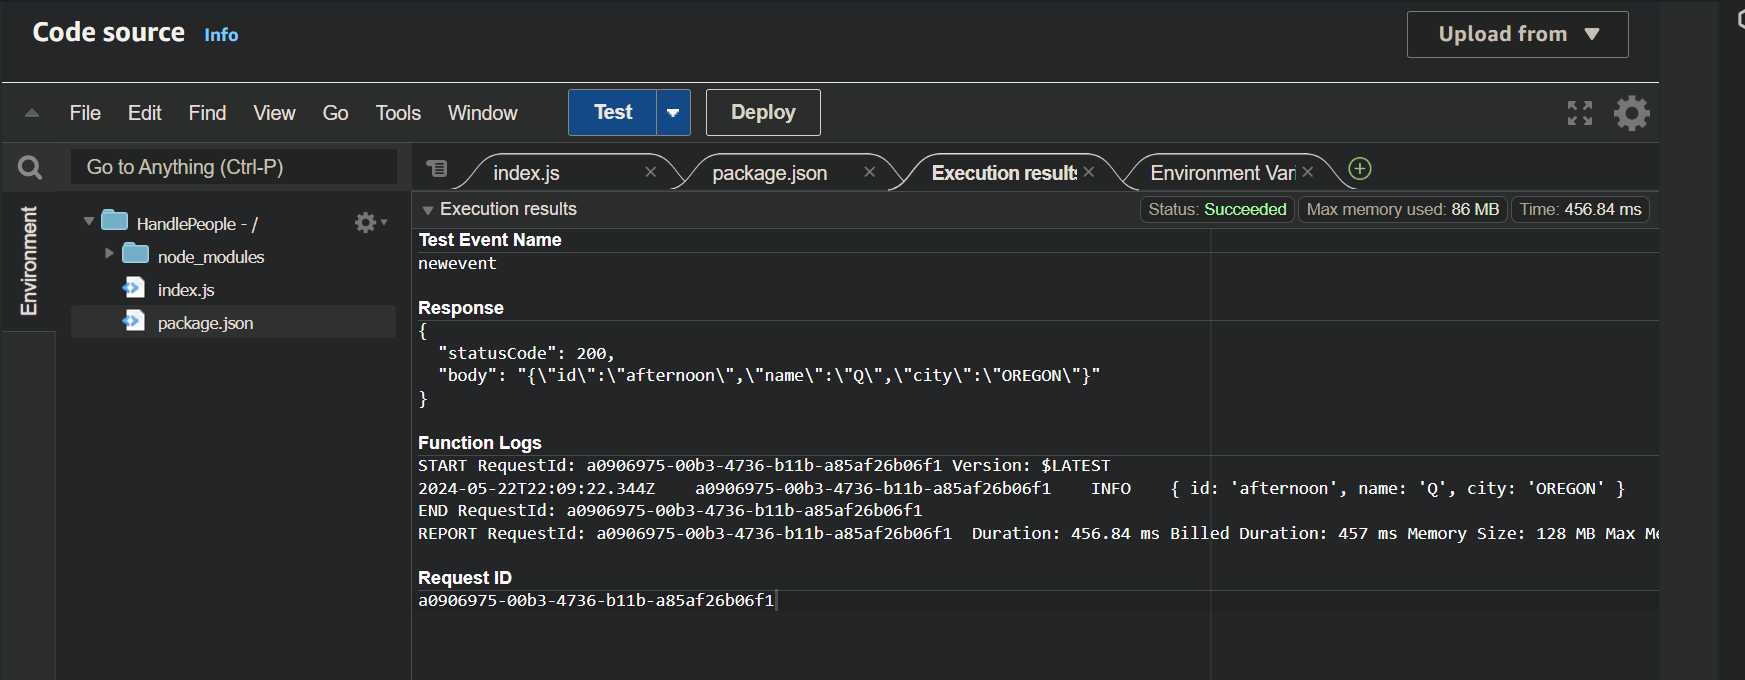 Code source Info
Upload from
File Edit Find View Go Tools Window Test Deploy
Go to Anything (Ctrl-P)
index.js
package.json
Execution result
Environment Vari
Environment
HandlePeople - /
node_modules
index.js
package.json
Execution results
Status: Succeeded
Max memory used: 86 MB
Time: 456.84 ms
Test Event Name
newevent
Response
{
"statusCode": 200,
"body": "{\"id\":\"afternoon\",\"name\":\"Q\",\"city\":\"OREGON\"}"
}
Function Logs
START RequestId: a0906975-00b3-4736-b11b-a85af26b06f1 Version: $LATEST
2024-05-22T22:09:22.344Z a0906975-00b3-4736-b11b-a85af26b06f1 INFO { id: 'afternoon', name: 'Q', city: 'OREGON' }
END RequestId: a0906975-00b3-4736-b11b-a85af26b06f1
REPORT RequestId: a0906975-00b3-4736-b11b-a85af26b06f1 Duration: 456.84 ms Billed Duration: 457 ms Memory Size: 128 MB Max
Request ID
a0906975-00b3-4736-b11b-a85af26b06f1